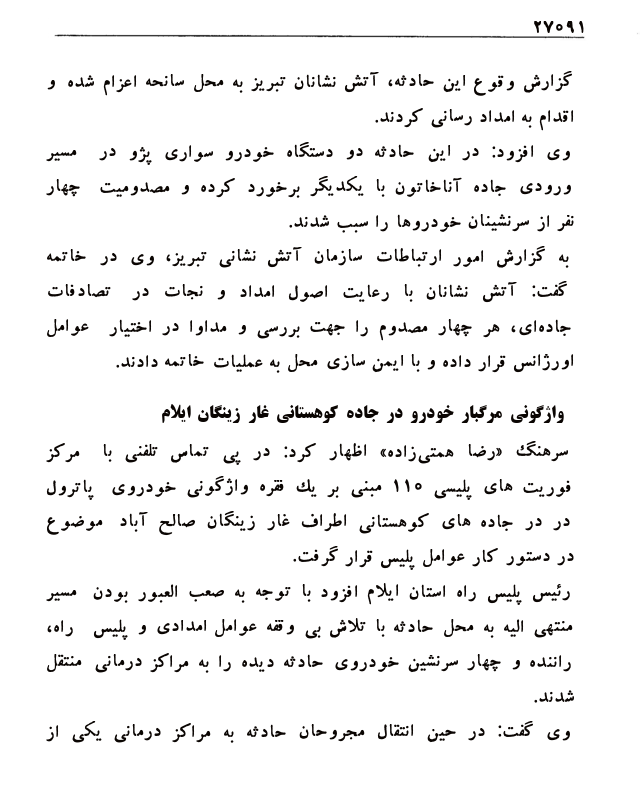 ۲۷۰۹۱
گزارش وقوع این حادثه، آتش نشانان تبریز به محل سانحه اعزام شده و
اقدام به امداد رسانی کردند.
وی افزود: در این حادثه دو دستگاه خودرو سواری پژو در مسیر
ورودی جاده آناخاتون با یکدیگر برخورد کرده و مصدومیت چهار
نفر از سرنشینان خودروها را سبب شدند.
به گزارش امور ارتباطات سازمان آتش نشانی تبریز، وی در خاتمه
گفت: آتش نشانان با رعایت اصول امداد و نجات در تصادفات
جاده‌ای، هر چهار مصدوم را جهت بررسی و مداوا در اختیار عوامل
اورژانس قرار داده و با ایمن سازی محل به عملیات خاتمه دادند.
واژگونی مرگبار خودرو در جاده کوهستانی غار زینگان ایلام
سرهنگ «رضا همتی‌زاده» اظهار کرد: در پی تماس تلفنی با مرکز
فوریت های پلیسی ۱۱۰ مبنی بر یك فقره واژگونی خودروی پاترول
در در جاده های کوهستانی اطراف غار زینگان صالح آباد موضوع
در دستور کار عوامل پلیس قرار گرفت.
رئیس پلیس راه استان ایلام افزود با توجه به صعب العبور بودن مسیر
منتهی الیه به محل حادثه با تلاش بی وقفه عوامل امدادی و پلیس راه،
راننده و چهار سرنشین خودروی حادثه دیده را به مراکز درمانی منتقل
شدند.
وی گفت: در حین انتقال مجروحان حادثه به مراکز درمانی یکی از